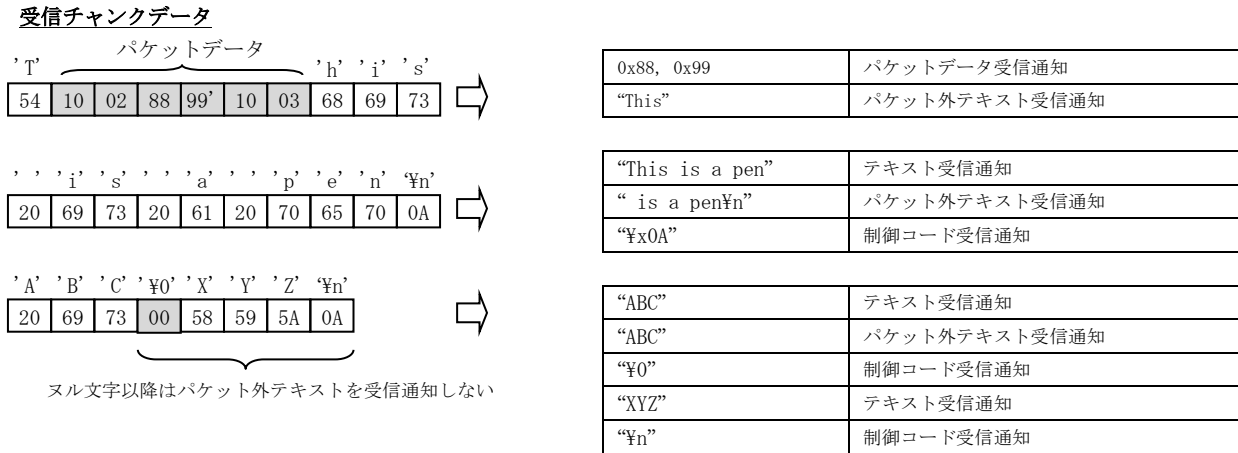 受信チャンクデータ
パケットデータ
'T' 'h' 'i' 's'
54 10 02 88 99' 10 03 68 69 73
0x88, 0x99 パケットデータ受信通知
“This” パケット外テキスト受信通知
' ' 'i' 's' ' ' 'a' ' ' 'p' 'e' 'n' ‘¥n’
20 69 73 20 61 20 70 65 70 0A
“This is a pen” テキスト受信通知
“ is a pen¥n” パケット外テキスト受信通知
“¥x0A” 制御コード受信通知
'A' 'B' 'C' '¥0' 'X' 'Y' 'Z' ‘¥n’
20 69 73 00 58 59 5A 0A
ヌル文字以降はパケット外テキストを受信通知しない
“ABC” テキスト受信通知
“ABC” パケット外テキスト受信通知
“¥0” 制御コード受信通知
“XYZ” テキスト受信通知
“¥n” 制御コード受信通知